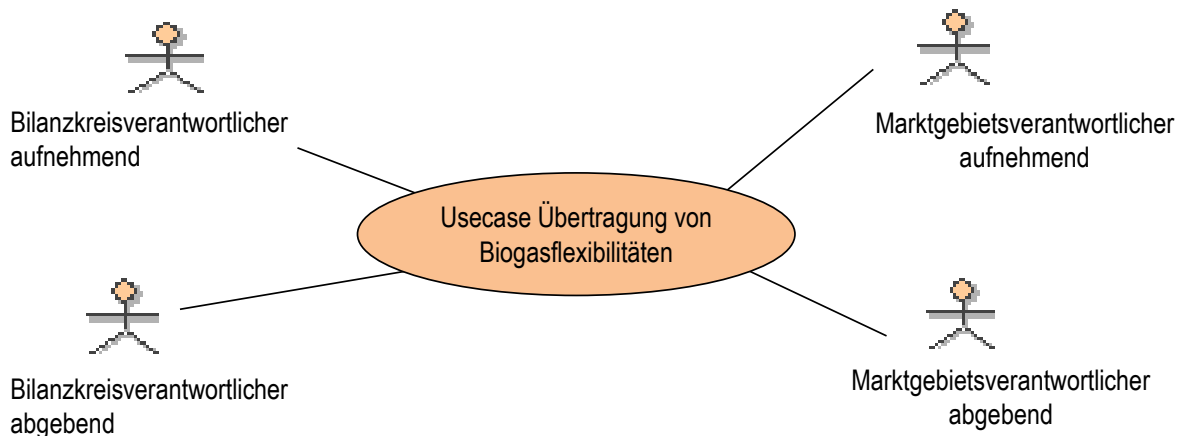 Bilanzkreisverantwortlicher
aufnehmend
Marktgebietsverantwortlicher
aufnehmend
Usecase Übertragung von
Biogasflexibilitäten
Bilanzkreisverantwortlicher
abgebend
Marktgebietsverantwortlicher
abgebend